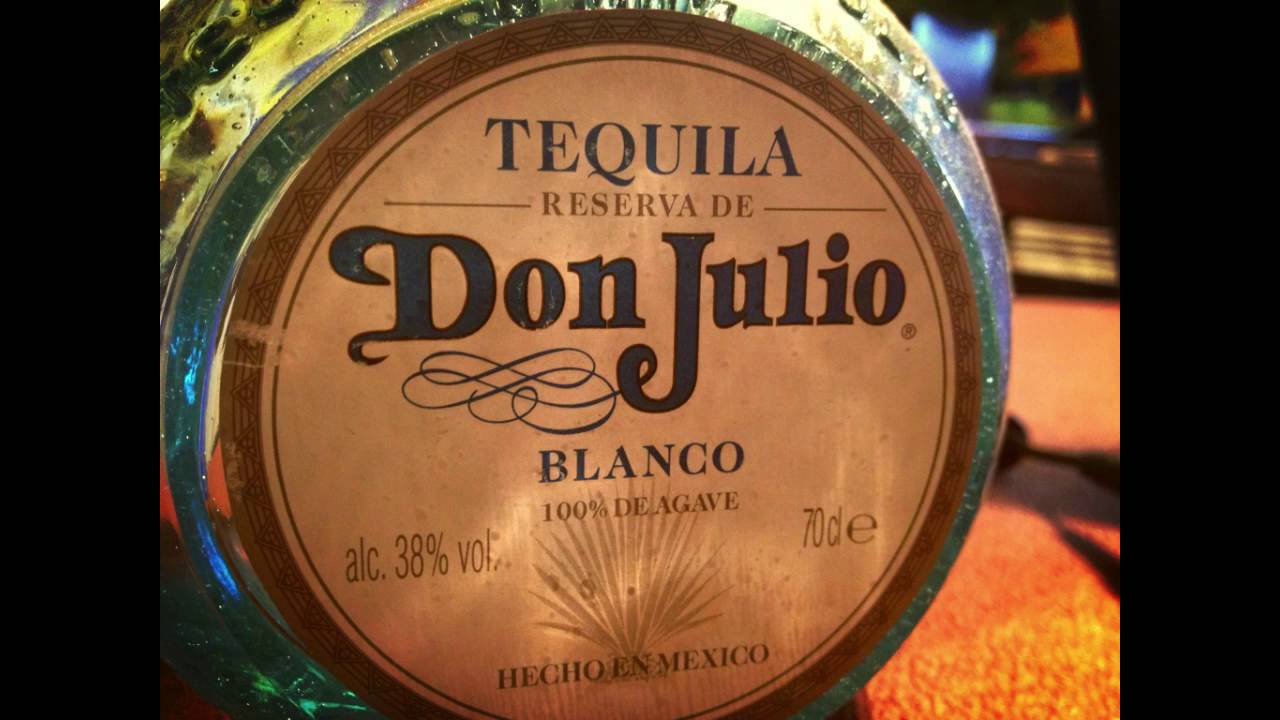 TEQUILA
RESERVA DE
Don Julio®
BLANCO
100% DE AGAVE
alc. 38% vol.
70cl e
HECHO EN MEXICO